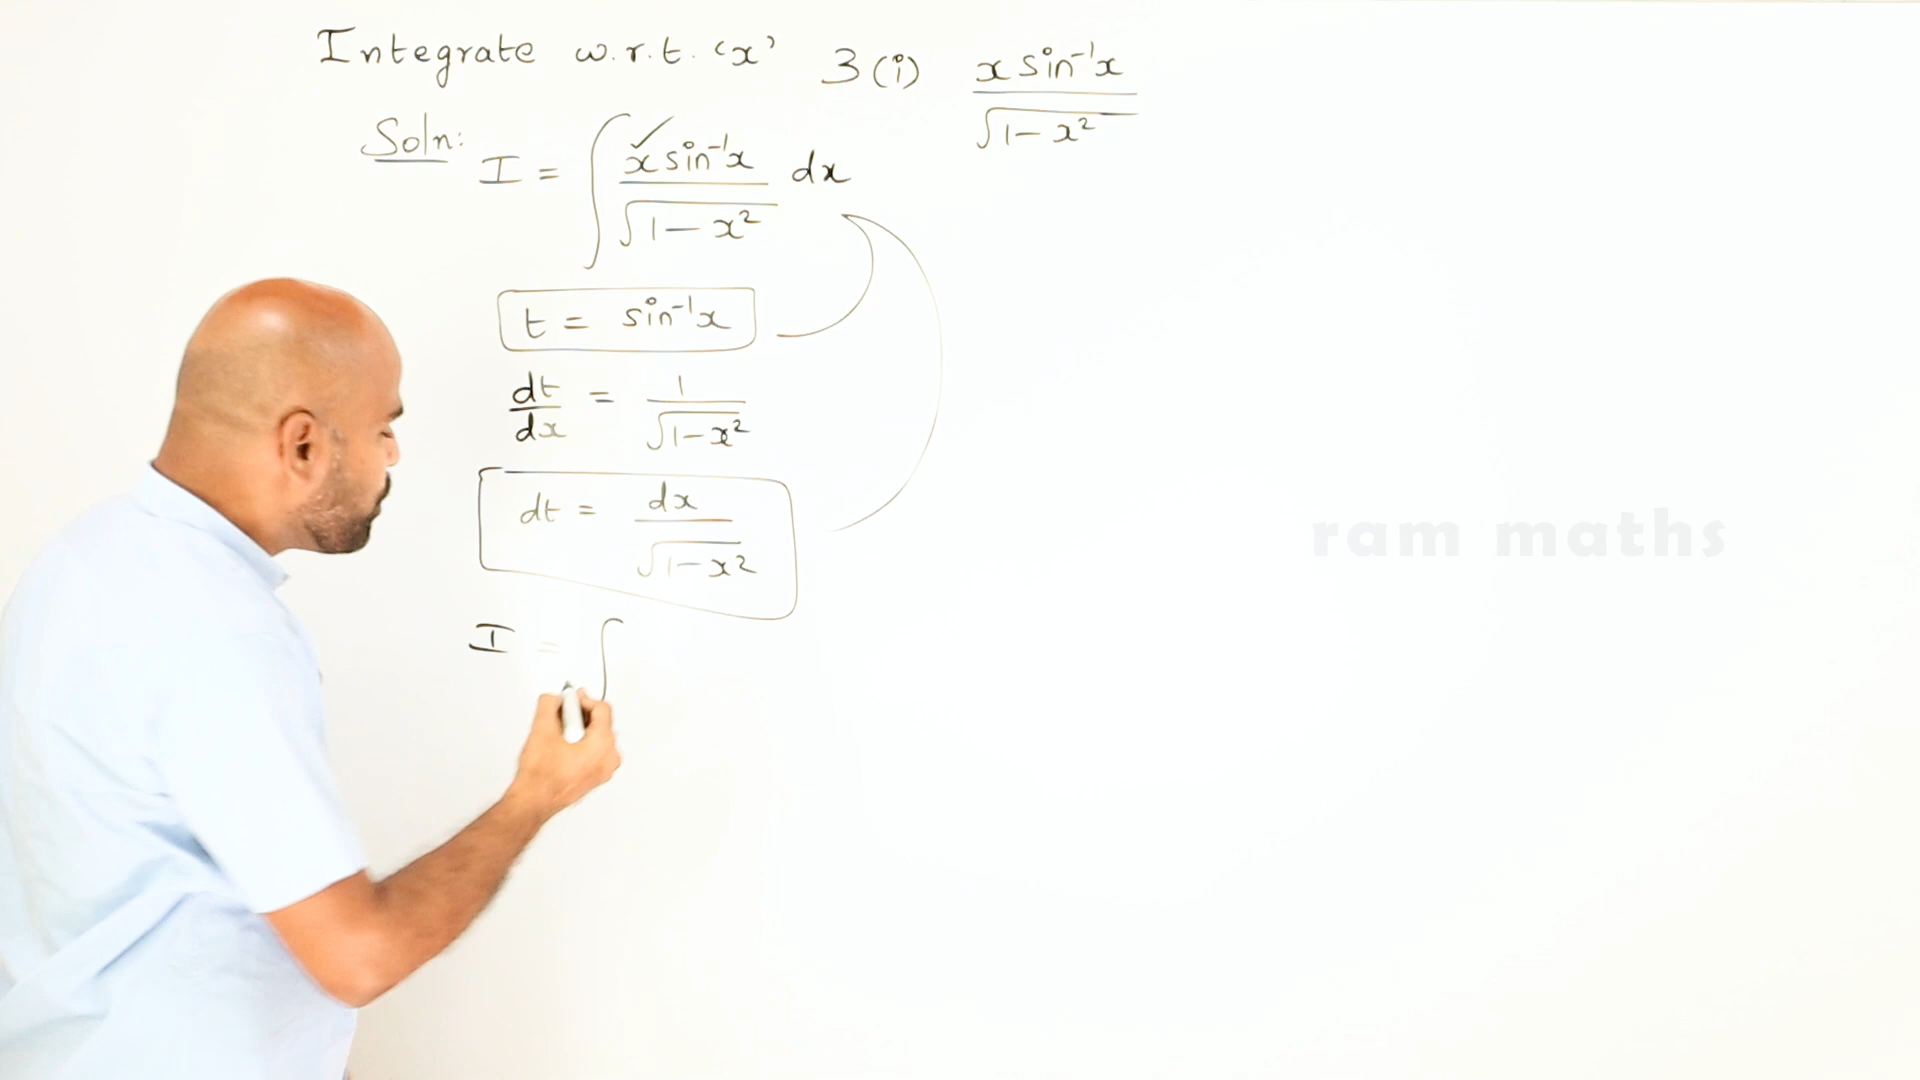 Integrate w.r.t. 'x' 3 (i) x sin⁻¹x / √1-x²
Soln: I = ∫ x sin⁻¹x / √1-x² dx
t = sin⁻¹x
dt/dx = 1/√1-x²
dt = dx/√1-x²
I = ∫
ram maths